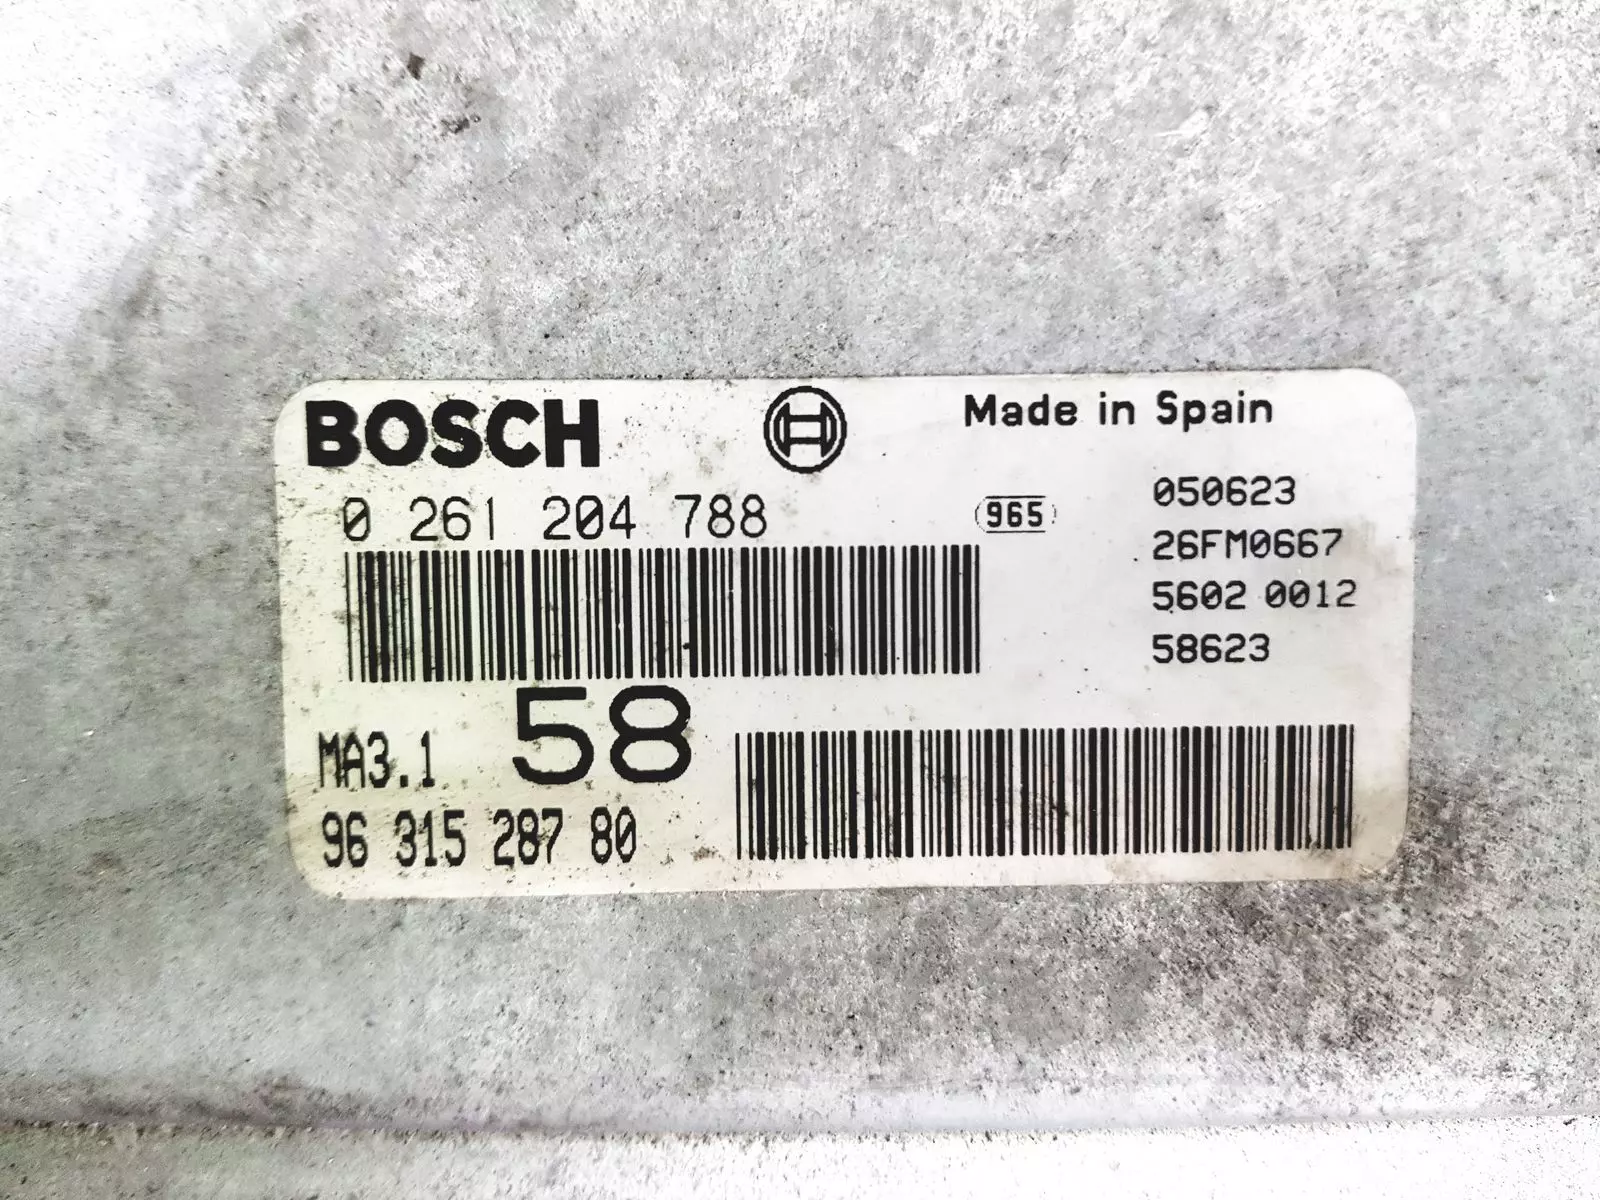 BOSCH
Made in Spain
0 261 204 788
965
050623
26FM0667
5602 0012
58623
MA3.1
58
96 315 287 80